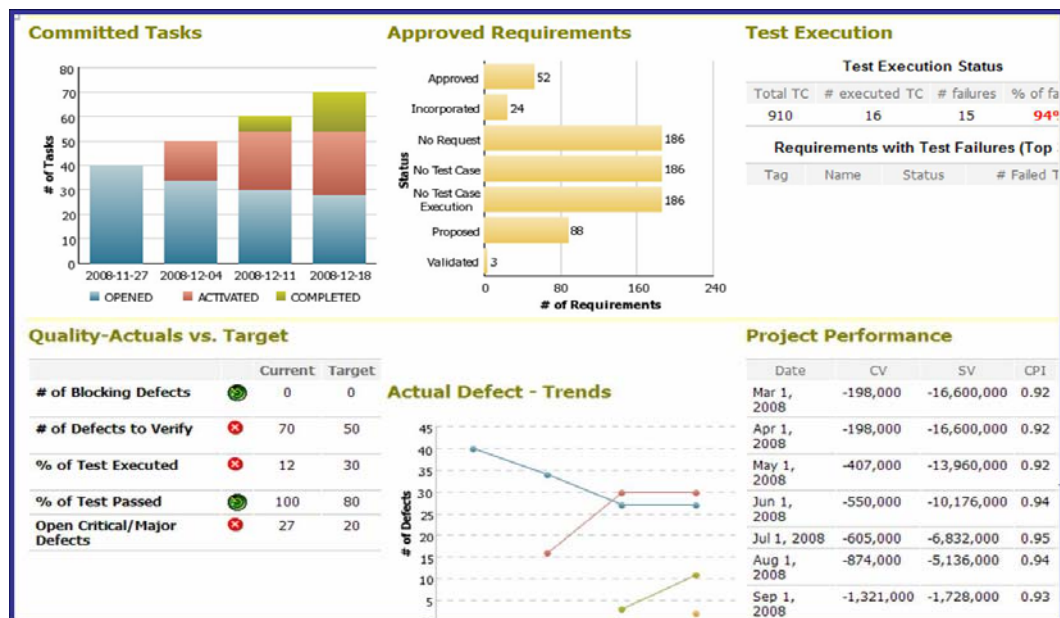 Committed Tasks
80
70
60
50
40
30
20
10
0
# of Tasks
2008-11-27 2008-12-04 2008-12-11 2008-12-18
OPENED ACTIVATED COMPLETED
Approved Requirements
Status
Approved 52
Incorporated 24
No Request 186
No Test Case 186
No Test Case
Execution 186
Proposed 88
Validated 3
0 80 160 240
# of Requirements
Test Execution
Test Execution Status
Total TC # executed TC # failures % of fa
910 16 15 94%
Requirements with Test Failures (Top
Tag Name Status # Failed T
Quality-Actuals vs. Target
Current Target
# of Blocking Defects 0 0
# of Defects to Verify 70 50
% of Test Executed 12 30
% of Test Passed 100 80
Open Critical/Major
Defects 27 20
Actual Defect - Trends
45
40
35
30
25
20
15
10
5
# of Defects
Project Performance
Date CV SV CPI
Mar 1,
2008 -198,000 -16,600,000 0.92
Apr 1,
2008 -198,000 -16,600,000 0.92
May 1,
2008 -407,000 -13,960,000 0.92
Jun 1,
2008 -550,000 -10,176,000 0.94
Jul 1, 2008 -605,000 -6,832,000 0.95
Aug 1,
2008 -874,000 -5,136,000 0.94
Sep 1,
2008 -1,321,000 -1,728,000 0.93